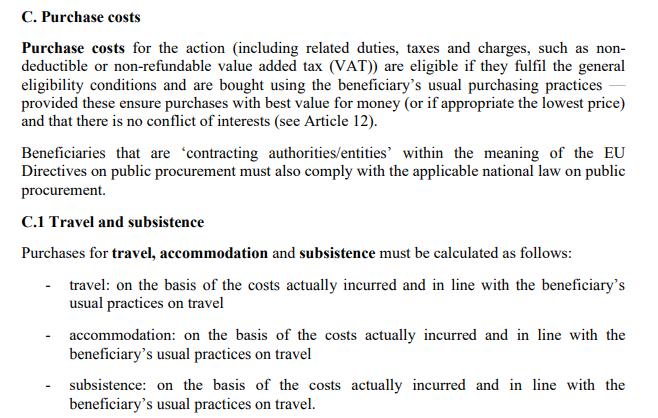 C. Purchase costs
Purchase costs for the action (including related duties, taxes and charges, such as non-
deductible or non-refundable value added tax (VAT)) are eligible if they fulfil the general
eligibility conditions and are bought using the beneficiary’s usual purchasing practices —
provided these ensure purchases with best value for money (or if appropriate the lowest price)
and that there is no conflict of interests (see Article 12).
Beneficiaries that are ‘contracting authorities/entities’ within the meaning of the EU
Directives on public procurement must also comply with the applicable national law on public
procurement.
C.1 Travel and subsistence
Purchases for travel, accommodation and subsistence must be calculated as follows:
- travel: on the basis of the costs actually incurred and in line with the beneficiary’s
usual practices on travel
- accommodation: on the basis of the costs actually incurred and in line with the
beneficiary’s usual practices on travel
- subsistence: on the basis of the costs actually incurred and in line with the
beneficiary’s usual practices on travel.